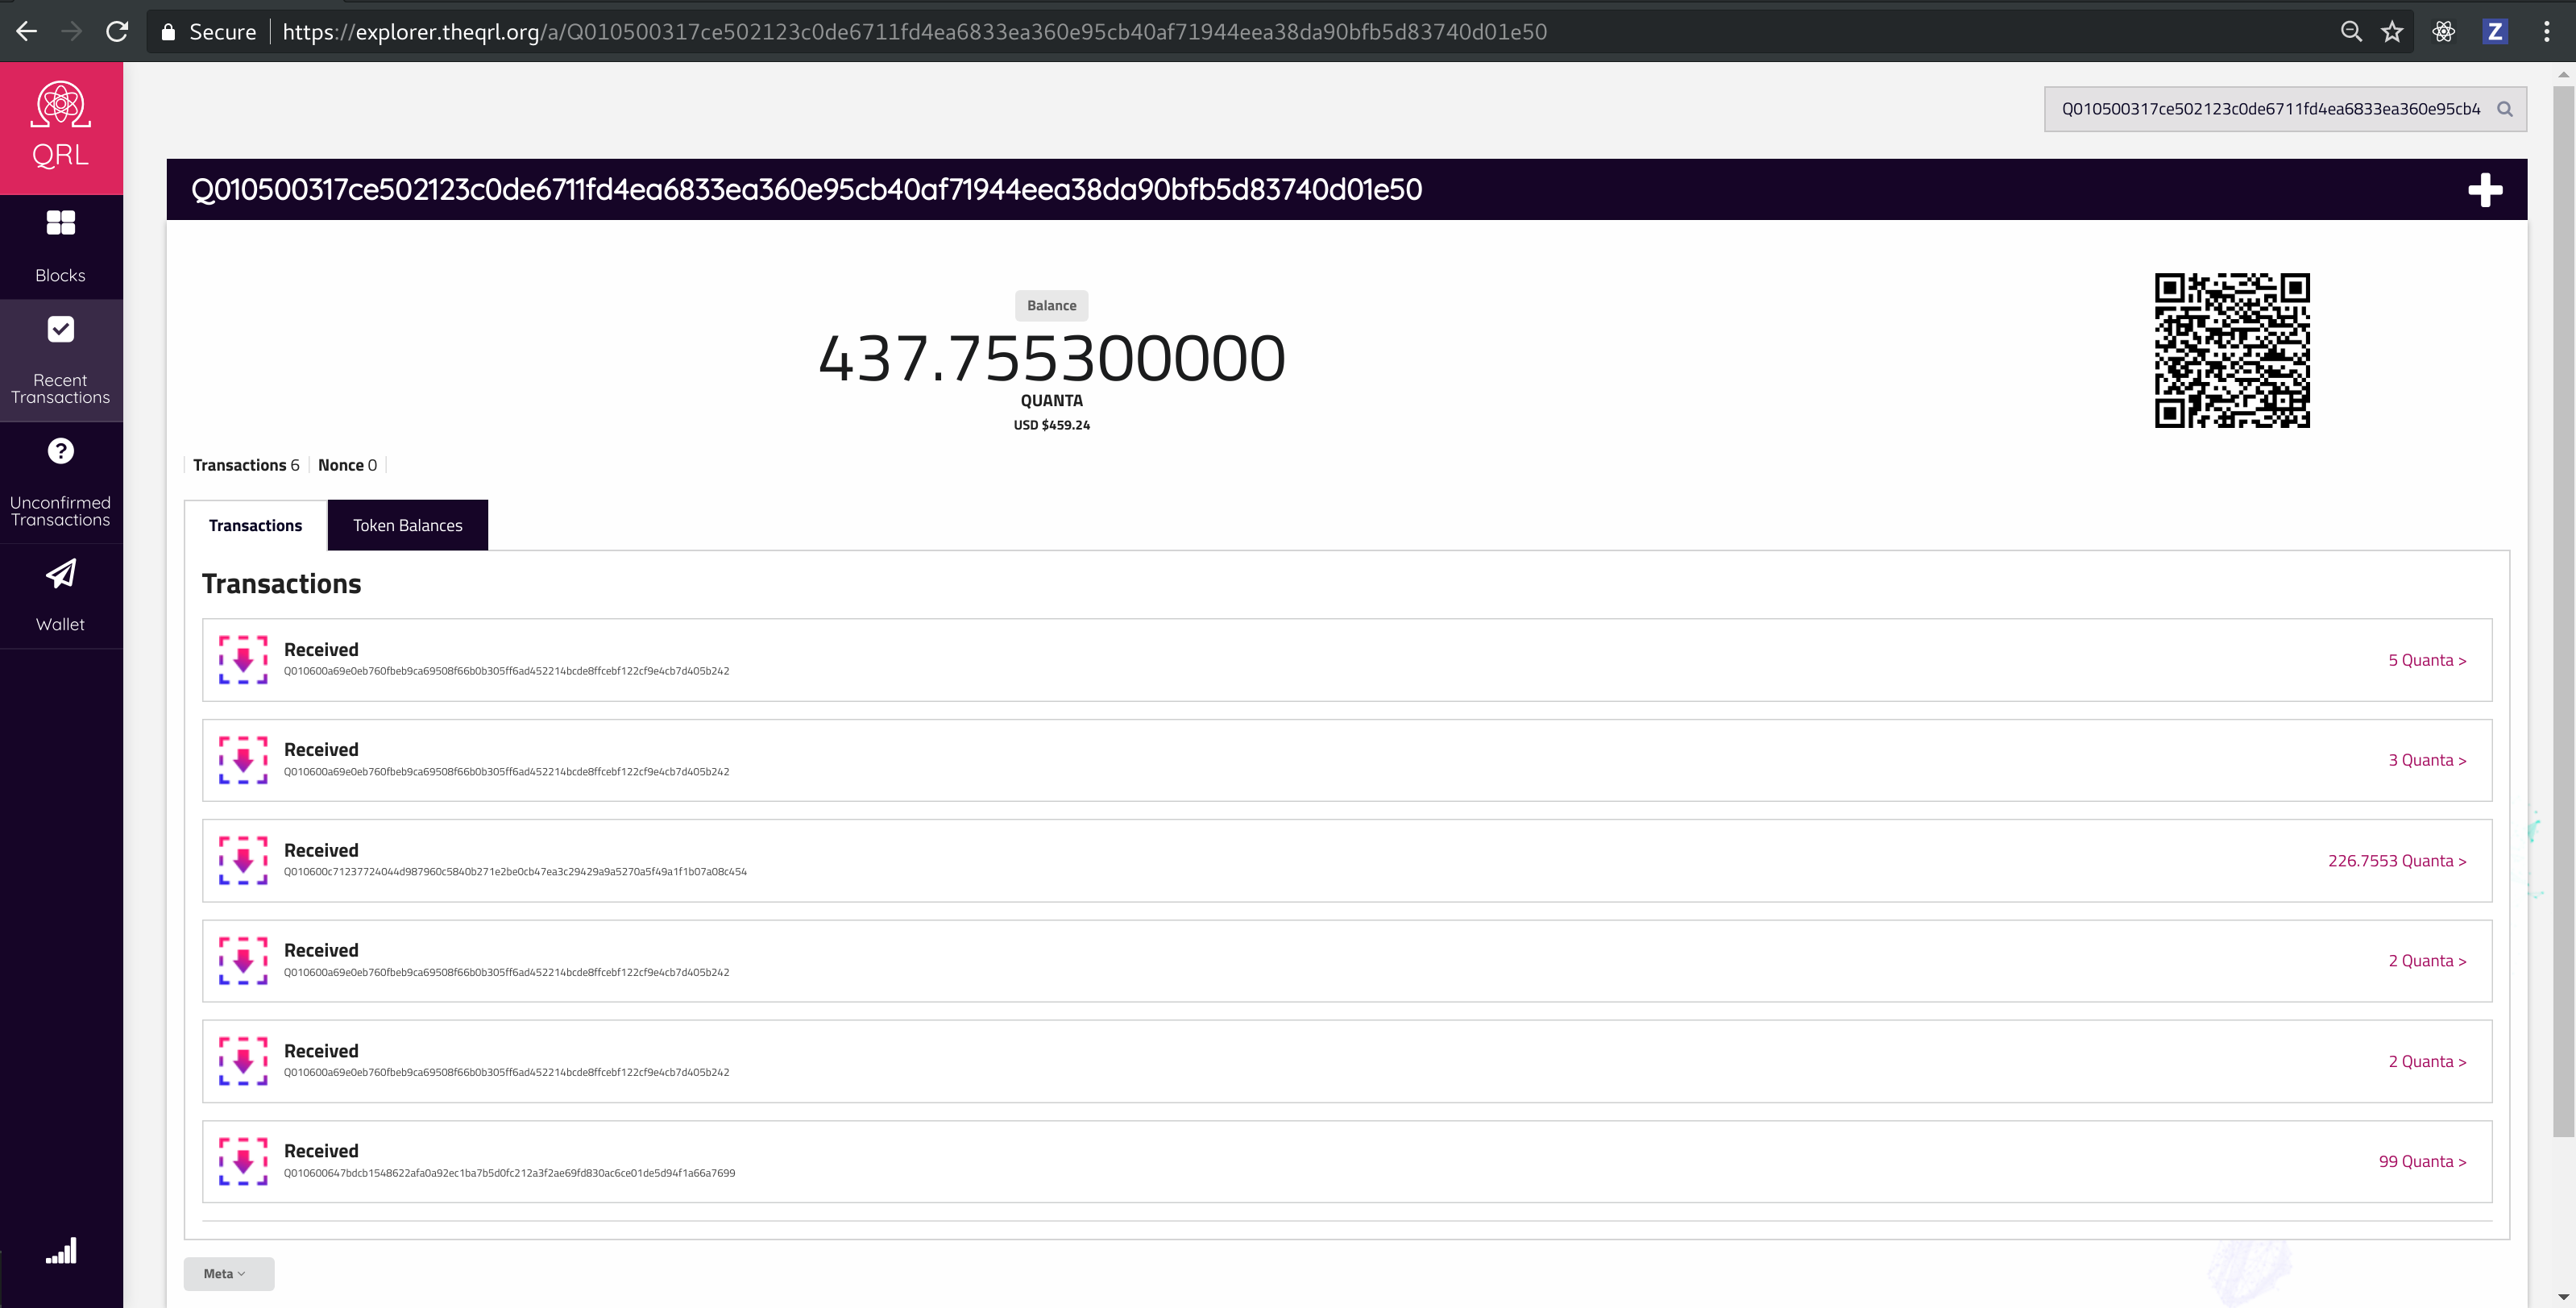 Secure https://explorer.theqrl.org/a/Q010500317ce502123c0de6711fd4ea6833ea360e95cb40af71944eea38da90bfb5d83740d01e50
Z
Q010500317ce502123c0de6711fd4ea6833ea360e95cb4
QRL
Q010500317ce502123c0de6711fd4ea6833ea360e95cb40af71944eea38da90bfb5d83740d01e50
Blocks
Recent
Transactions
Unconfirmed
Transactions
Wallet
Balance
437.755300000
QUANTA
USD $459.24
Transactions 6 Nonce 0
Transactions Token Balances
Transactions
Received
Q010600a69e0eb760fbeb9ca69508f66b0b305ff6ad452214bcde8ffcebf122cf9e4cb7d405b242
5 Quanta >
Received
Q010600a69e0eb760fbeb9ca69508f66b0b305ff6ad452214bcde8ffcebf122cf9e4cb7d405b242
3 Quanta >
Received
Q010600c71237724044d987960c5840b271e2be0cb47ea3c29429a9a5270a5f49a1f1b07a08c454
226.7553 Quanta >
Received
Q010600a69e0eb760fbeb9ca69508f66b0b305ff6ad452214bcde8ffcebf122cf9e4cb7d405b242
2 Quanta >
Received
Q010600a69e0eb760fbeb9ca69508f66b0b305ff6ad452214bcde8ffcebf122cf9e4cb7d405b242
2 Quanta >
Received
Q010600647bdcb1548622afa0a92ec1ba7b5d0fc212a3f2ae69fd830ac6ce01de5d94f1a66a7699
99 Quanta >
Meta